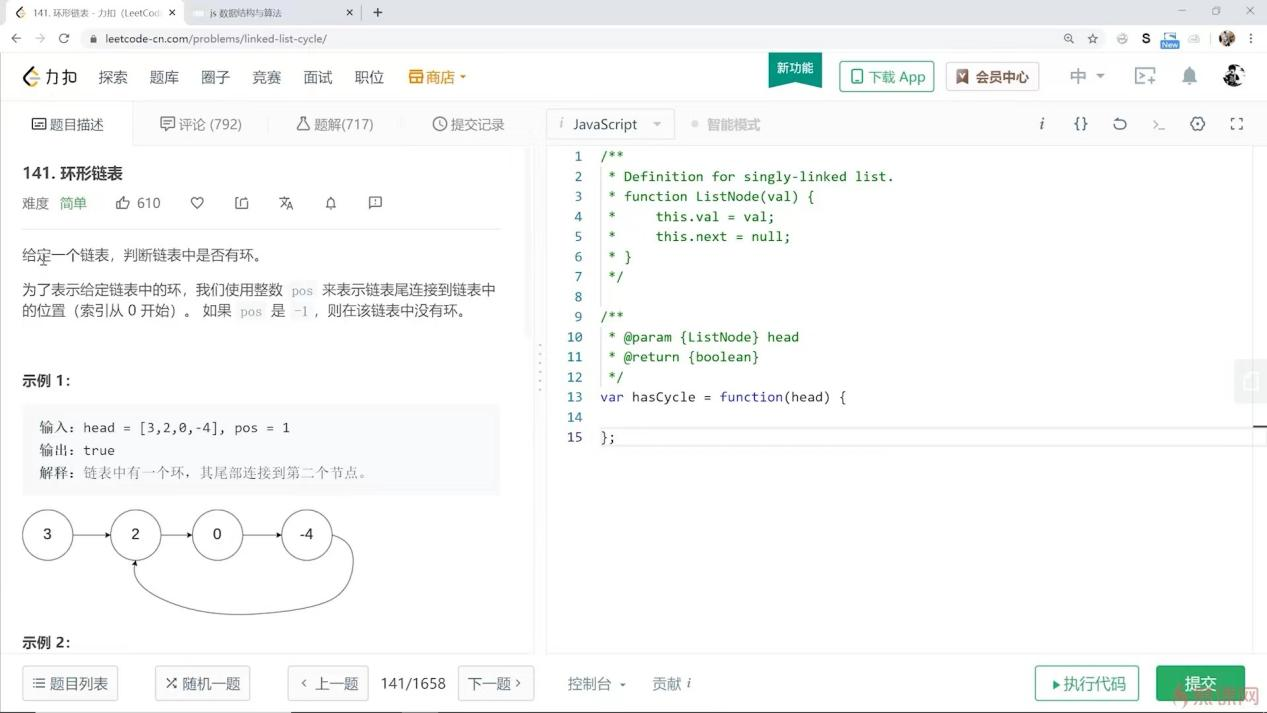 141. 环形链表 - 力扣（LeetCod
js 数据结构与算法
leetcode-cn.com/problems/linked-list-cycle/
S
New
力扣 探索 题库 圈子 竞赛 面试 职位 商店 新功能 下载 App 会员中心 中
题目描述 评论 (792) 题解(717) 提交记录
i JavaScript 智能模式 i {} >_
141. 环形链表
难度 简单 610
给定一个链表，判断链表中是否有环。
为了表示给定链表中的环，我们使用整数 pos 来表示链表尾连接到链表中
的位置（索引从 0 开始）。 如果 pos 是 -1，则在该链表中没有环。
示例 1：
输入：head = [3,2,0,-4], pos = 1
输出：true
解释：链表中有一个环，其尾部连接到第二个节点。
3 2 0 -4
示例 2：
1 /**
2 * Definition for singly-linked list.
3 * function ListNode(val) {
4 *     this.val = val;
5 *     this.next = null;
6 * }
7 */
8
9 /**
10 * @param {ListNode} head
11 * @return {boolean}
12 */
13 var hasCycle = function(head) {
14
15 };
题目列表 随机一题 上一题 141/1658 下一题 控制台 贡献 i 执行代码 提交